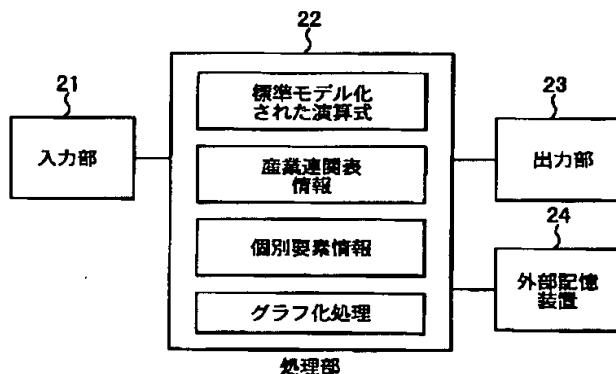 22
21
標準モデル化
された演算式
23
入力部
産業連関表
情報
出力部
24
個別要素情報
外部記憶
装置
グラフ化処理
処理部